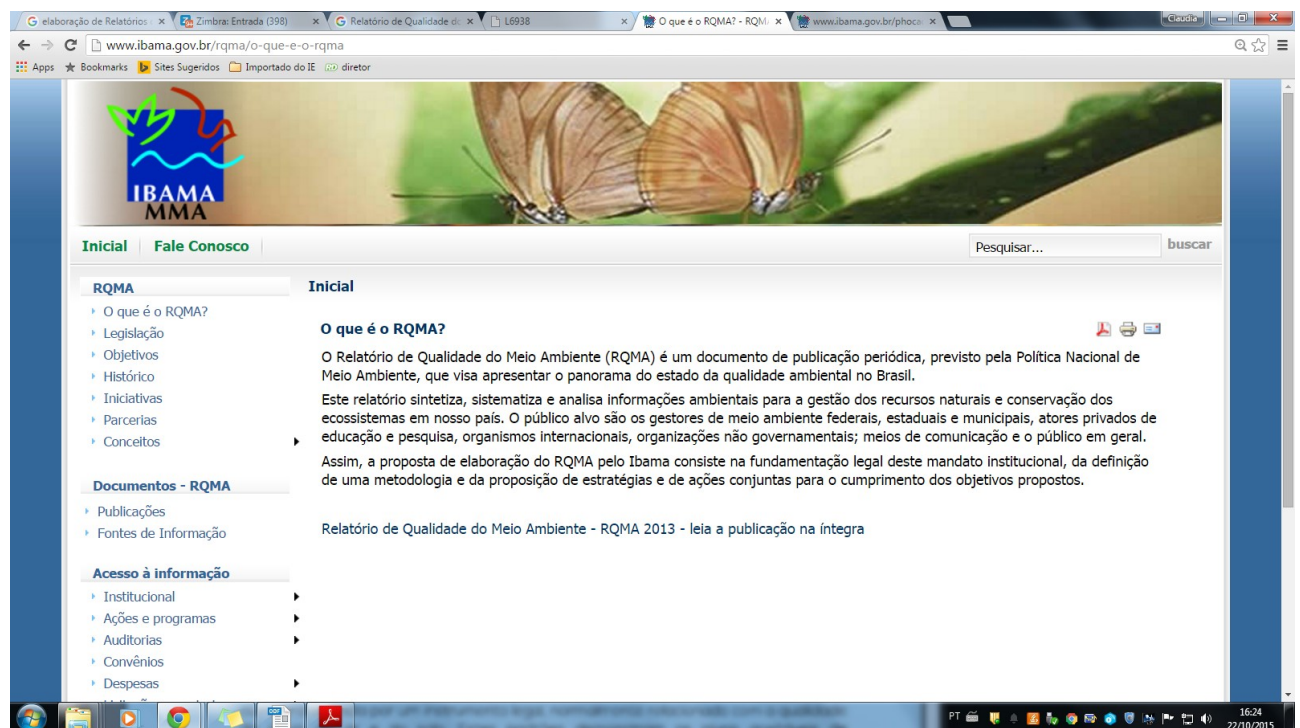 elaboração de Relatórios
Zimbra: Entrada (398)
Relatório de Qualidade do
L6938
O que é o RQMA? - RQM
www.ibama.gov.br/phoca
Claudia
www.ibama.gov.br/rqma/o-que-e-o-rqma
Apps
Bookmarks
Sites Sugeridos
Importado do IE
diretor
IBAMA
MMA
Inicial
Fale Conosco
Pesquisar...
buscar
RQMA
O que é o RQMA?
Legislação
Objetivos
Histórico
Iniciativas
Parcerias
Conceitos
Documentos - RQMA
Publicações
Fontes de Informação
Acesso à informação
Institucional
Ações e programas
Auditorias
Convênios
Despesas
Inicial
O que é o RQMA?
O Relatório de Qualidade do Meio Ambiente (RQMA) é um documento de publicação periódica, previsto pela Política Nacional de
Meio Ambiente, que visa apresentar o panorama do estado da qualidade ambiental no Brasil.
Este relatório sintetiza, sistematiza e analisa informações ambientais para a gestão dos recursos naturais e conservação dos
ecossistemas em nosso país. O público alvo são os gestores de meio ambiente federais, estaduais e municipais, atores privados de
educação e pesquisa, organismos internacionais, organizações não governamentais; meios de comunicação e o público em geral.
Assim, a proposta de elaboração do RQMA pelo Ibama consiste na fundamentação legal deste mandato institucional, da definição
de uma metodologia e da proposição de estratégias e de ações conjuntas para o cumprimento dos objetivos propostos.
Relatório de Qualidade do Meio Ambiente - RQMA 2013 - leia a publicação na íntegra
PT
16:24
22/10/2015